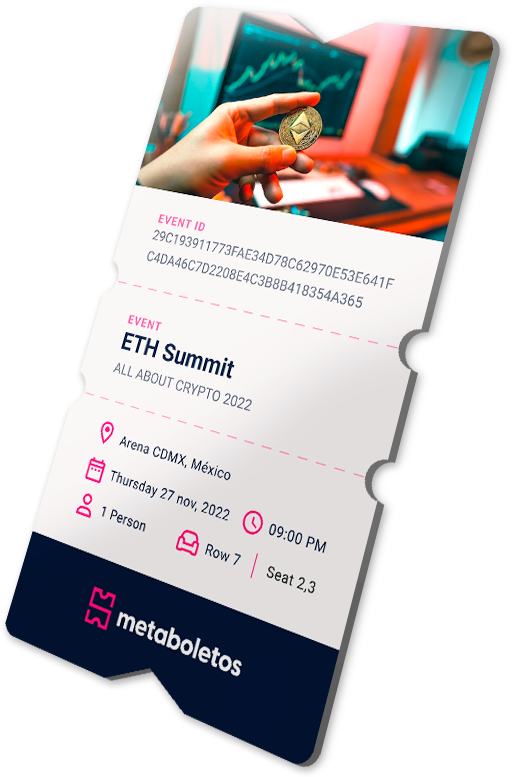 EVENT ID
29C193911773FAE34D78C62970E53E641F
C4DA46C7D2208E4C3B8B418354A365
EVENT
ETH Summit
ALL ABOUT CRYPTO 2022
Arena CDMX, México
Thursday 27 nov, 2022
09:00 PM
1 Person
Row 7
Seat 2,3
metaboletos